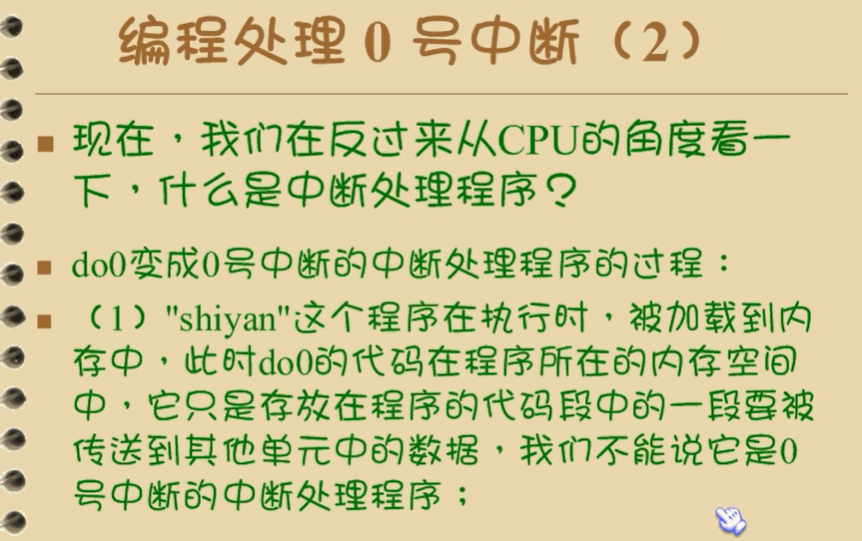 编程处理0号中断（2）
现在，我们在反过来从CPU的角度看一
下，什么是中断处理程序？
do0变成0号中断的中断处理程序的过程：
（1）"shiyan"这个程序在执行时，被加载到内
存中，此时do0的代码在程序所在的内存空间
中，它只是存放在程序的代码段中的一段要被
传送到其他单元中的数据，我们不能说它是0
号中断的中断处理程序；